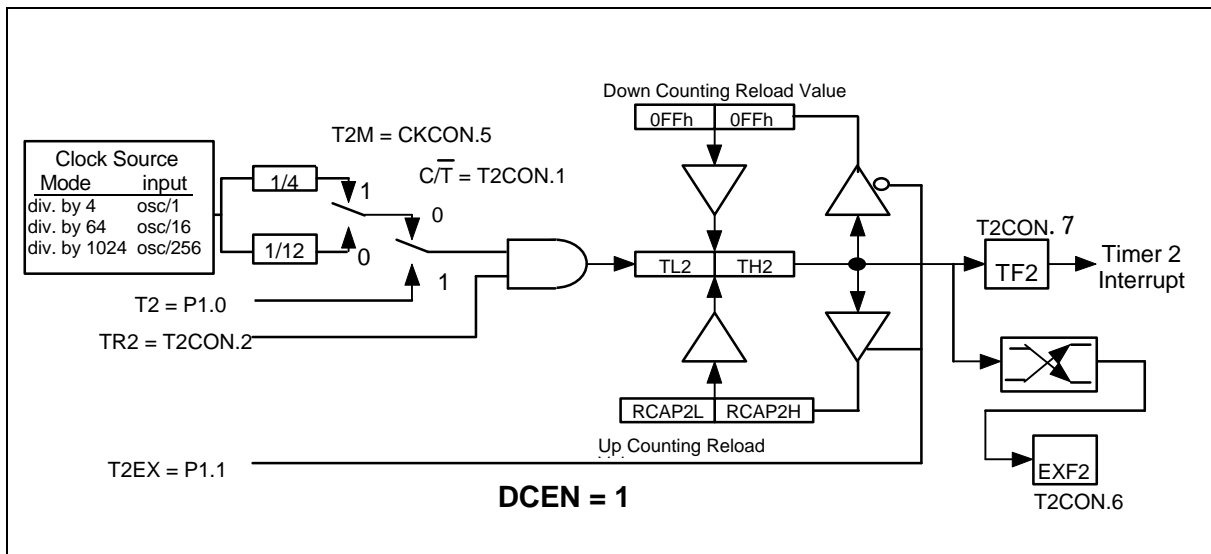 Down Counting Reload Value
0FFh 0FFh
T2M = CKCON.5
Clock Source
Mode input
div. by 4 osc/1
div. by 64 osc/16
div. by 1024 osc/256
1/4
1/12
1
0
C/T̅ = T2CON.1
0
1
T2 = P1.0
TR2 = T2CON.2
TL2 TH2
T2CON. 7
TF2
Timer 2
Interrupt
RCAP2L RCAP2H
Up Counting Reload
T2EX = P1.1
EXF2
T2CON.6
DCEN = 1